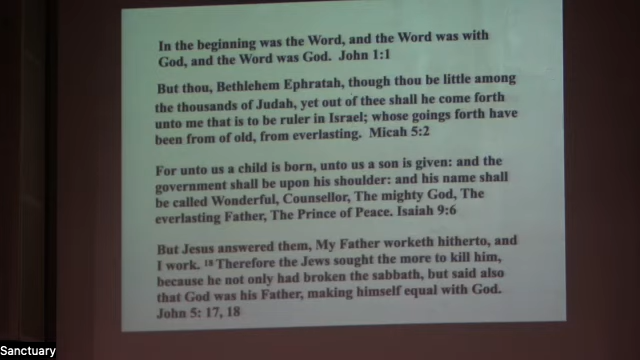 In the beginning was the Word, and the Word was with
God, and the Word was God. John 1:1
But thou, Bethlehem Ephratah, though thou be little among
the thousands of Judah, yet out of thee shall he come forth
unto me that is to be ruler in Israel; whose goings forth have
been from of old, from everlasting. Micah 5:2
For unto us a child is born, unto us a son is given: and the
government shall be upon his shoulder: and his name shall
be called Wonderful, Counsellor, The mighty God, The
everlasting Father, The Prince of Peace. Isaiah 9:6
But Jesus answered them, My Father worketh hitherto, and
I work. 18 Therefore the Jews sought the more to kill him,
because he not only had broken the sabbath, but said also
that God was his Father, making himself equal with God.
John 5: 17, 18
Sanctuary